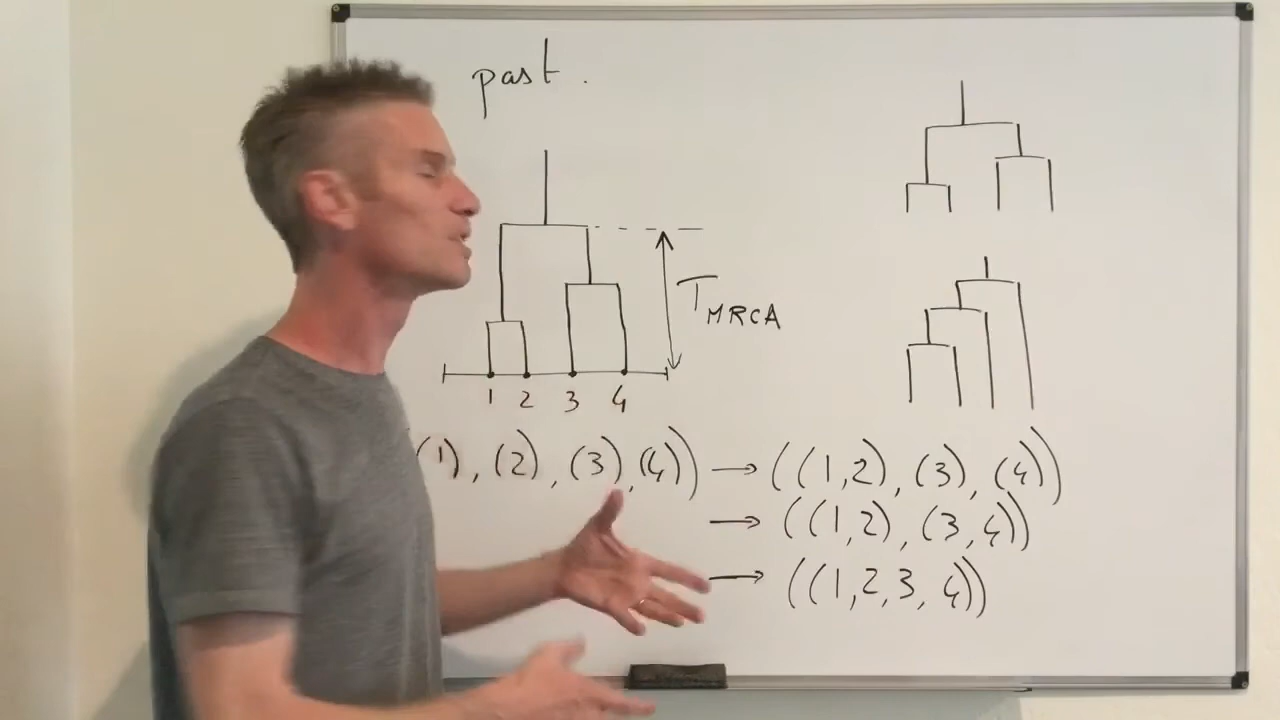 past.
T MRCA
1 2 3 4
(1), (2), (3), (4)) → ((1,2), (3), (4))
→ ((1,2), (3,4))
→ ((1,2,3,4))